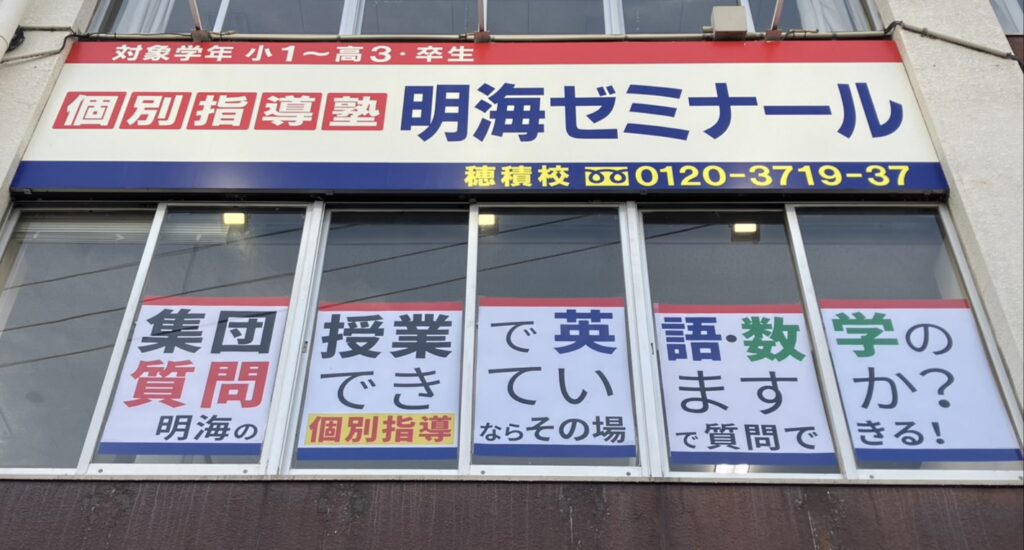 対象学年 小1～高3・卒生
個別指導塾 明海ゼミナール
穂積校 0120-3719-37
集団授業で英語・数学の
質問できていますか?
明海の個別指導ならその場で質問できる!